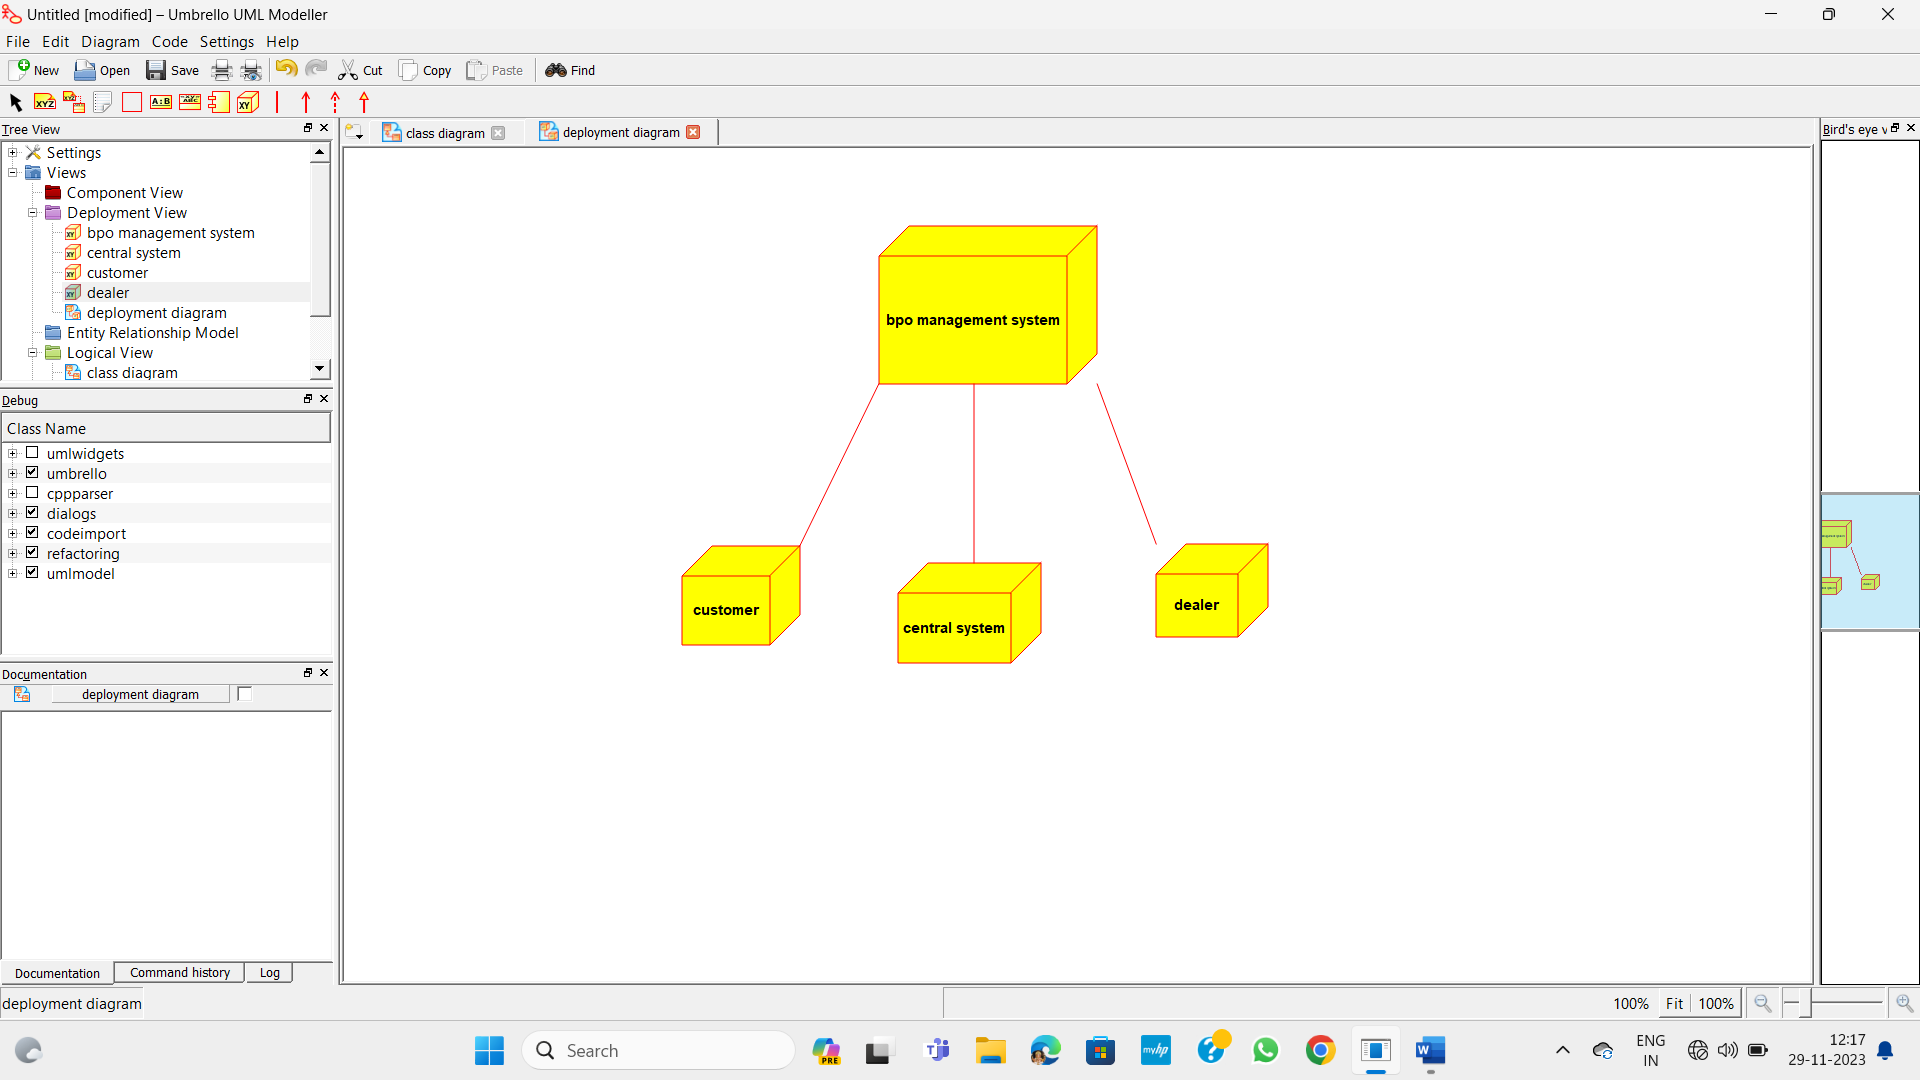 Untitled [modified] – Umbrello UML Modeller
File Edit Diagram Code Settings Help
New Open Save Cut Copy Paste Find
Tree View
class diagram
deployment diagram
Bird's eye v
Settings
Views
Component View
Deployment View
bpo management system
central system
customer
dealer
deployment diagram
Entity Relationship Model
Logical View
class diagram
Debug
Class Name
umlwidgets
umbrello
cppparser
dialogs
codeimport
refactoring
umlmodel
Documentation
deployment diagram
bpo management system
customer
central system
dealer
Documentation Command history Log
deployment diagram
100% Fit 100%
Search
PRE
myhp
ENG
IN
12:17
29-11-2023